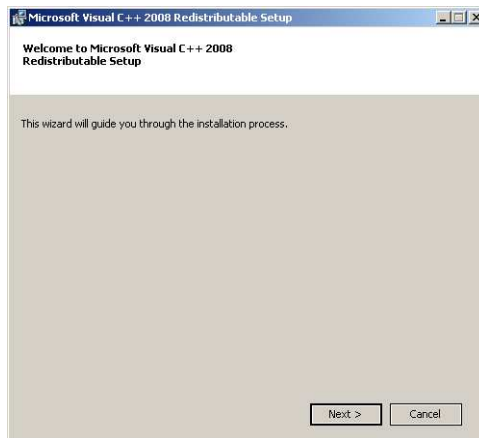 Microsoft Visual C++ 2008 Redistributable Setup
Welcome to Microsoft Visual C++ 2008
Redistributable Setup
This wizard will guide you through the installation process.
Next > Cancel